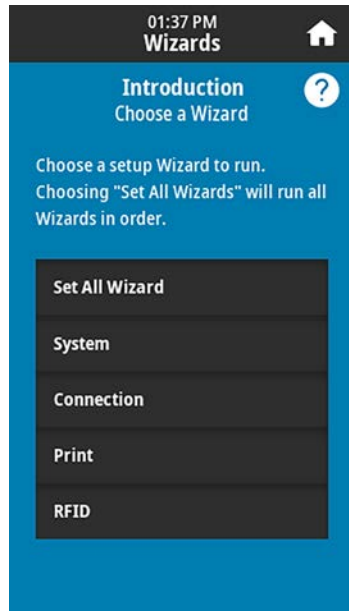 01:37 PM
Wizards
Introduction
?
Choose a Wizard
Choose a setup Wizard to run.
Choosing "Set All Wizards" will run all
Wizards in order.
Set All Wizard
System
Connection
Print
RFID